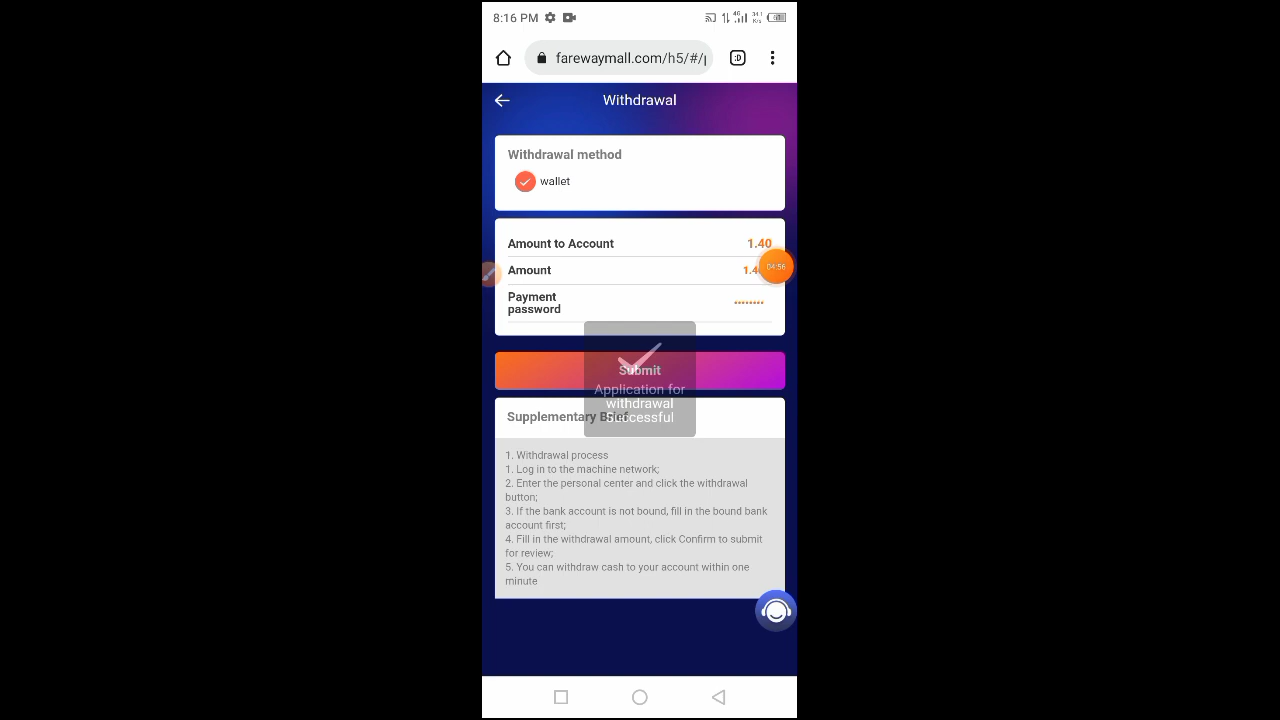 8:16 PM
4G
farewaymall.com/h5/#/p
:D
Withdrawal
Withdrawal method
wallet
Amount to Account 1.40
Amount 1.4
04:56
Payment
password ••••••••
Submit
Application for
withdrawal
Successful
Supplementary Brief
1. Withdrawal process
1. Log in to the machine network;
2. Enter the personal center and click the withdrawal
button;
3. If the bank account is not bound, fill in the bound bank
account first;
4. Fill in the withdrawal amount, click Confirm to submit
for review;
5. You can withdraw cash to your account within one
minute